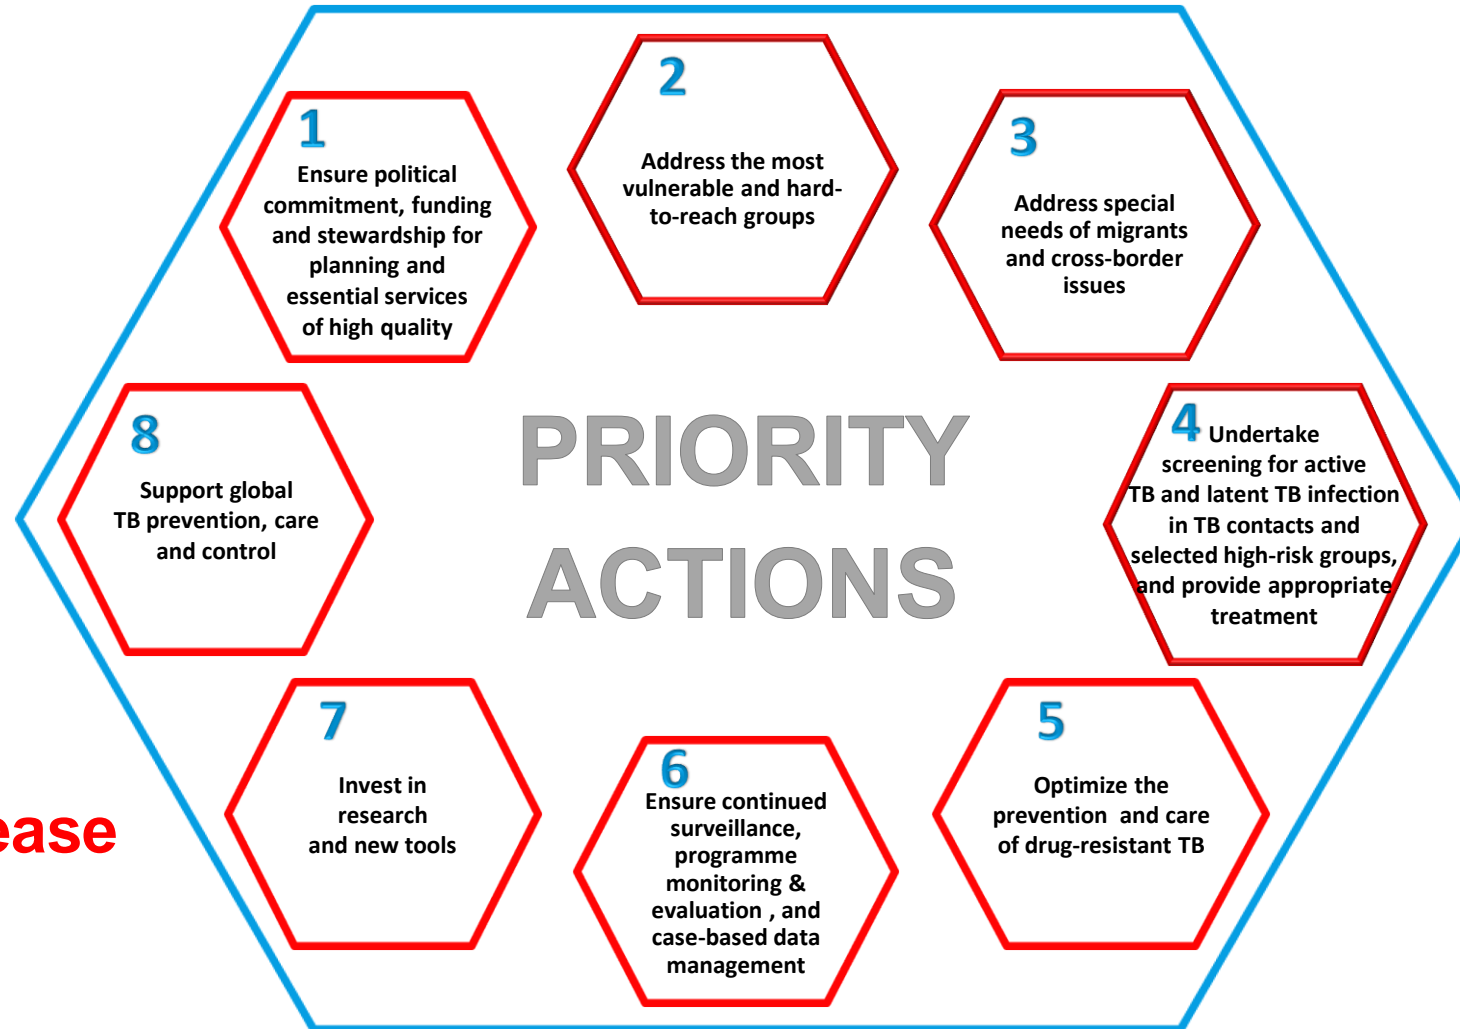 1
Ensure political
commitment, funding
and stewardship for
planning and
essential services
of high quality
2
Address the most
vulnerable and hard-
to-reach groups
3
Address special
needs of migrants
and cross-border
issues
4 Undertake
screening for active
TB and latent TB infection
in TB contacts and
selected high-risk groups,
and provide appropriate
treatment
PRIORITY
ACTIONS
8
Support global
TB prevention, care
and control
7
Invest in
research
and new tools
6
Ensure continued
surveillance,
programme
monitoring &
evaluation , and
case-based data
management
5
Optimize the
prevention and care
of drug-resistant TB
ease